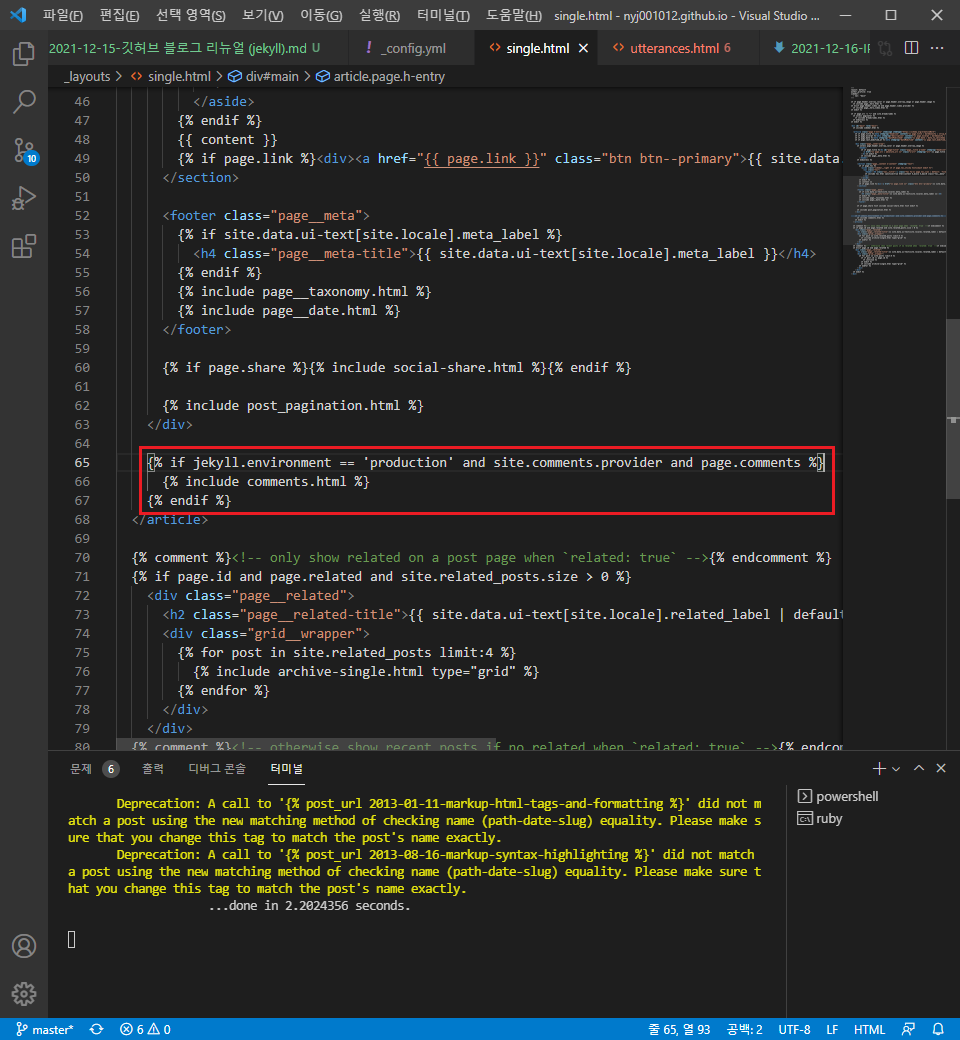 파일(F) 편집(E) 선택 영역(S) 보기(V) 이동(G) 실행(R) 터미널(T) 도움말(H) single.html - nyj001012.github.io - Visual Studio ...
2021-12-15-깃허브 블로그 리뉴얼 (jekyll).md U ! _config.yml <> single.html <> utterances.html 6 2021-12-16-IF
_layouts > <> single.html > div#main > article.page.h-entry
46 </aside>
47 {% endif %}
48 {{ content }}
49 {% if page.link %}<div><a href="{{ page.link }}" class="btn btn--primary">{{ site.data.
50 </section>
51
52 <footer class="page__meta">
53 {% if site.data.ui-text[site.locale].meta_label %}
54 <h4 class="page__meta-title">{{ site.data.ui-text[site.locale].meta_label }}</h4>
55 {% endif %}
56 {% include page__taxonomy.html %}
57 {% include page__date.html %}
58 </footer>
59
60 {% if page.share %}{% include social-share.html %}{% endif %}
61
62 {% include post_pagination.html %}
63 </div>
64
65 {% if jekyll.environment == 'production' and site.comments.provider and page.comments %}
66 {% include comments.html %}
67 {% endif %}
68 </article>
69
70 {% comment %}<!-- only show related on a post page when `related: true` -->{% endcomment %}
71 {% if page.id and page.related and site.related_posts.size > 0 %}
72 <div class="page__related">
73 <h2 class="page__related-title">{{ site.data.ui-text[site.locale].related_label | default
74 <div class="grid__wrapper">
75 {% for post in site.related_posts limit:4 %}
76 {% include archive-single.html type="grid" %}
77 {% endfor %}
78 </div>
79 </div>
80 {% comment %}<!-- otherwise show recent posts if no related when `related: true` -->{% endcom
문제 6 출력 디버그 콘솔 터미널
Deprecation: A call to '{% post_url 2013-01-11-markup-html-tags-and-formatting %}' did not m
atch a post using the new matching method of checking name (path-date-slug) equality. Please make s
ure that you change this tag to match the post's name exactly.
Deprecation: A call to '{% post_url 2013-08-16-markup-syntax-highlighting %}' did not match
a post using the new matching method of checking name (path-date-slug) equality. Please make sure t
hat you change this tag to match the post's name exactly.
...done in 2.2024356 seconds.
powershell
ruby
10
master* 6 0 줄 65, 열 93 공백: 2 UTF-8 LF HTML